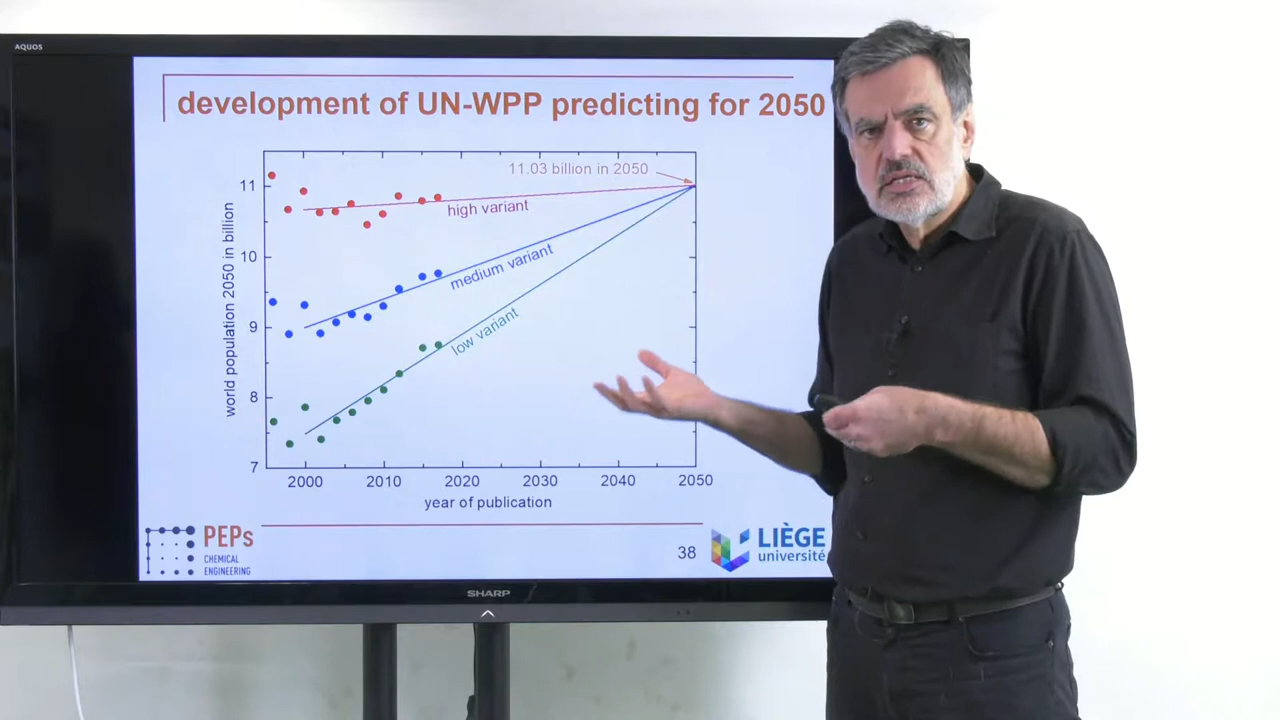 AQUOS
development of UN-WPP predicting for 2050
11.03 billion in 2050
11
high variant
10
medium variant
9
low variant
8
7
world population 2050 in billion
2000 2010 2020 2030 2040 2050
year of publication
PEPs
CHEMICAL
ENGINEERING
38
LIÈGE
université
SHARP